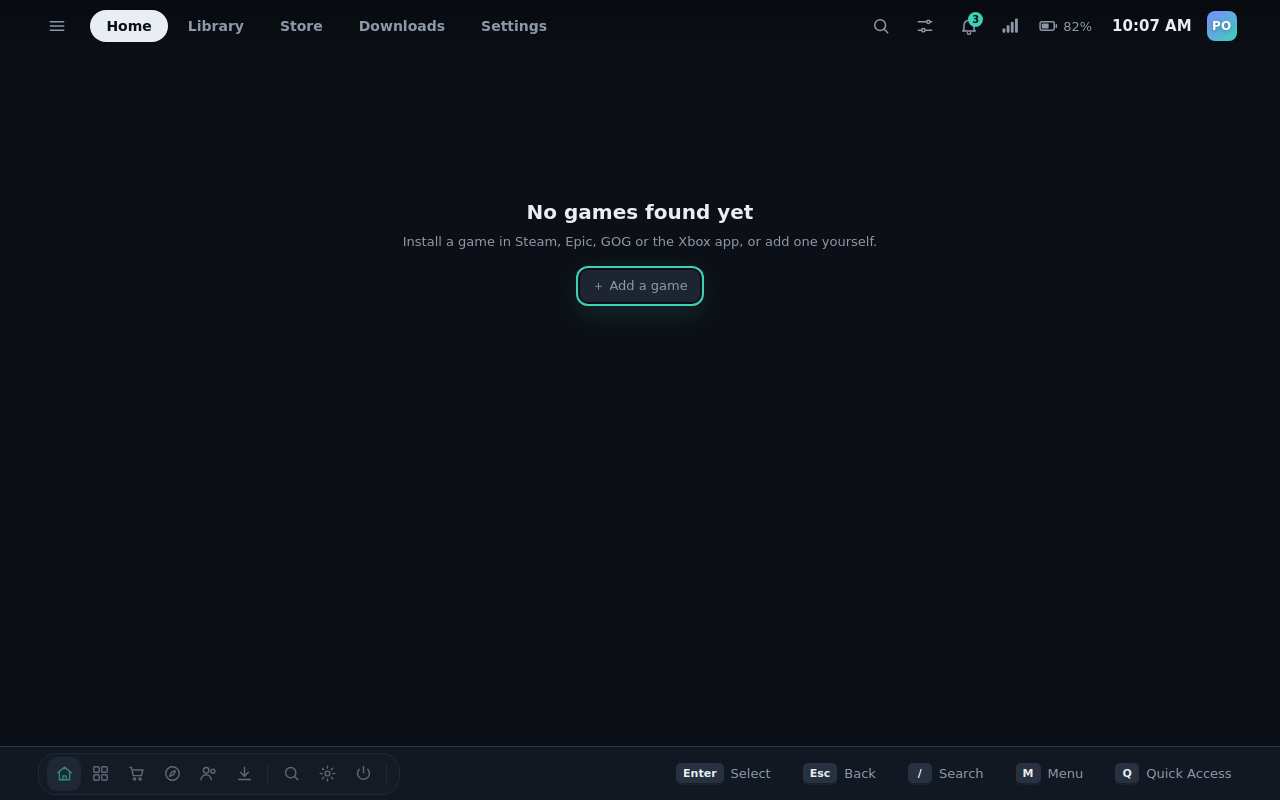 Home
Library
Store
Downloads
Settings
3
82%
10:07 AM
PO
No games found yet
Install a game in Steam, Epic, GOG or the Xbox app, or add one yourself.
+ Add a game
Enter Select
Esc Back
/ Search
M Menu
Q Quick Access